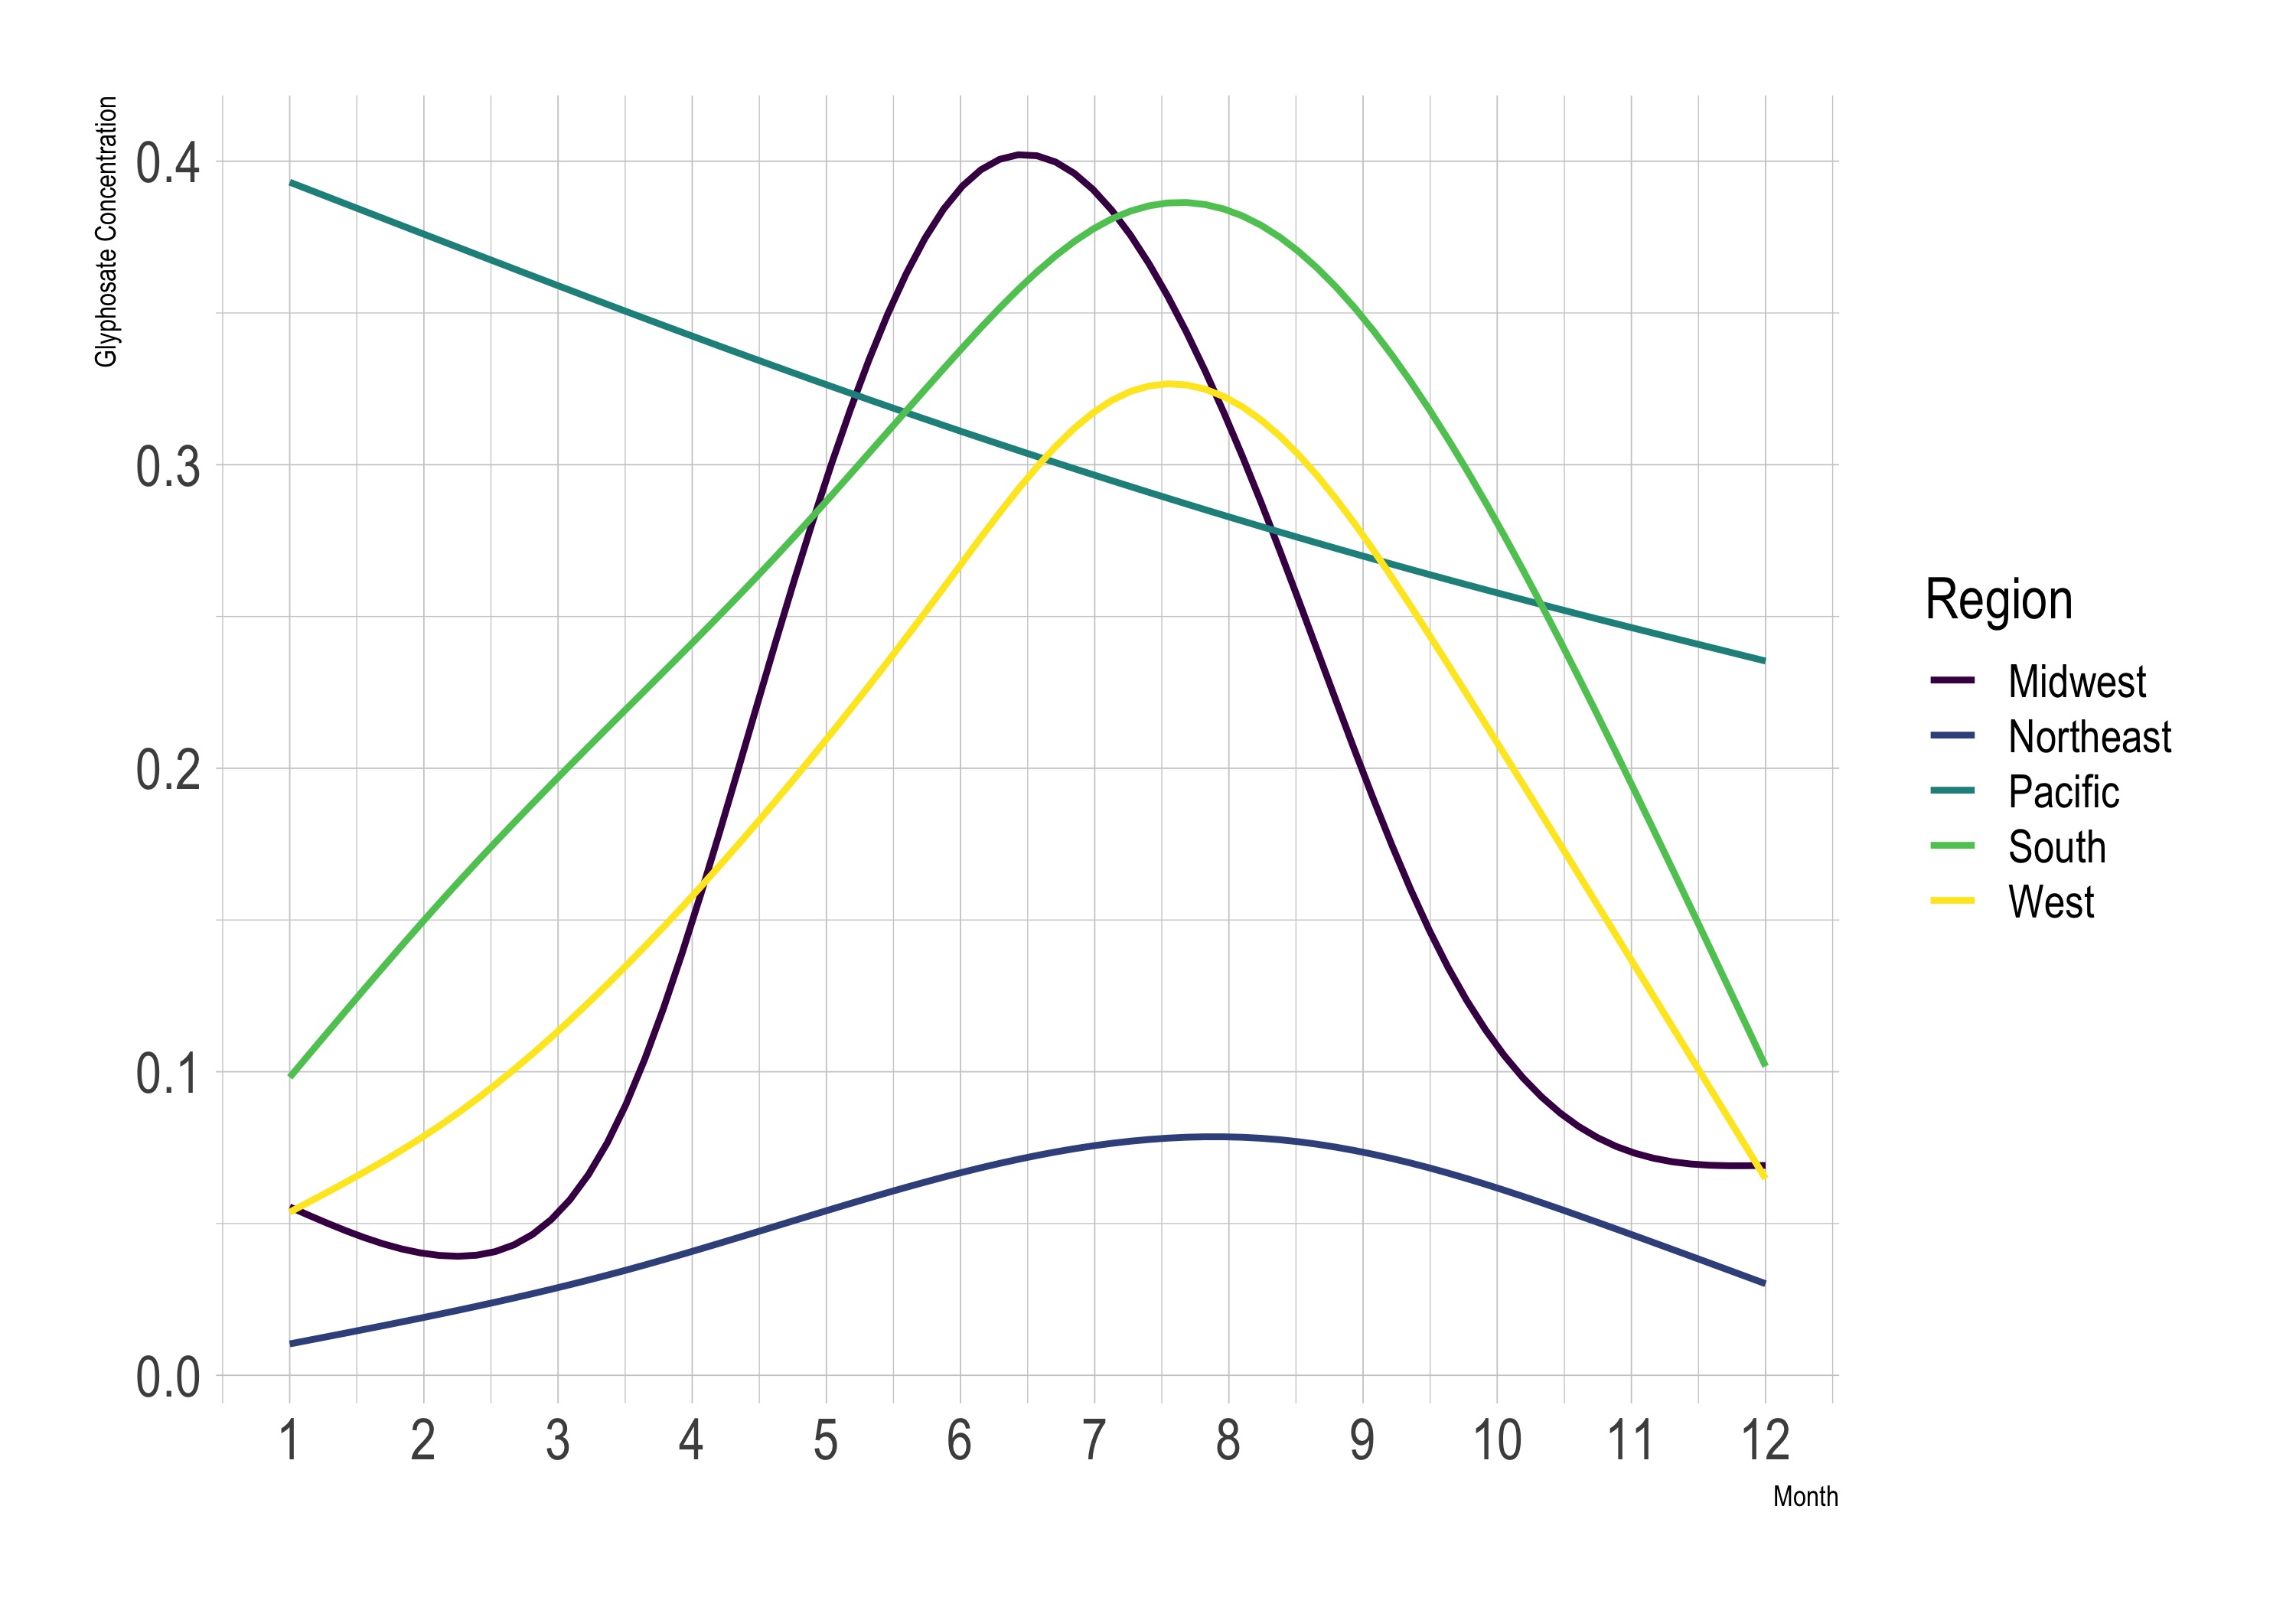 Glyphosate Concentration
0.4
0.3
0.2
0.1
0.0
1 2 3 4 5 6 7 8 9 10 11 12
Month
Region
Midwest
Northeast
Pacific
South
West